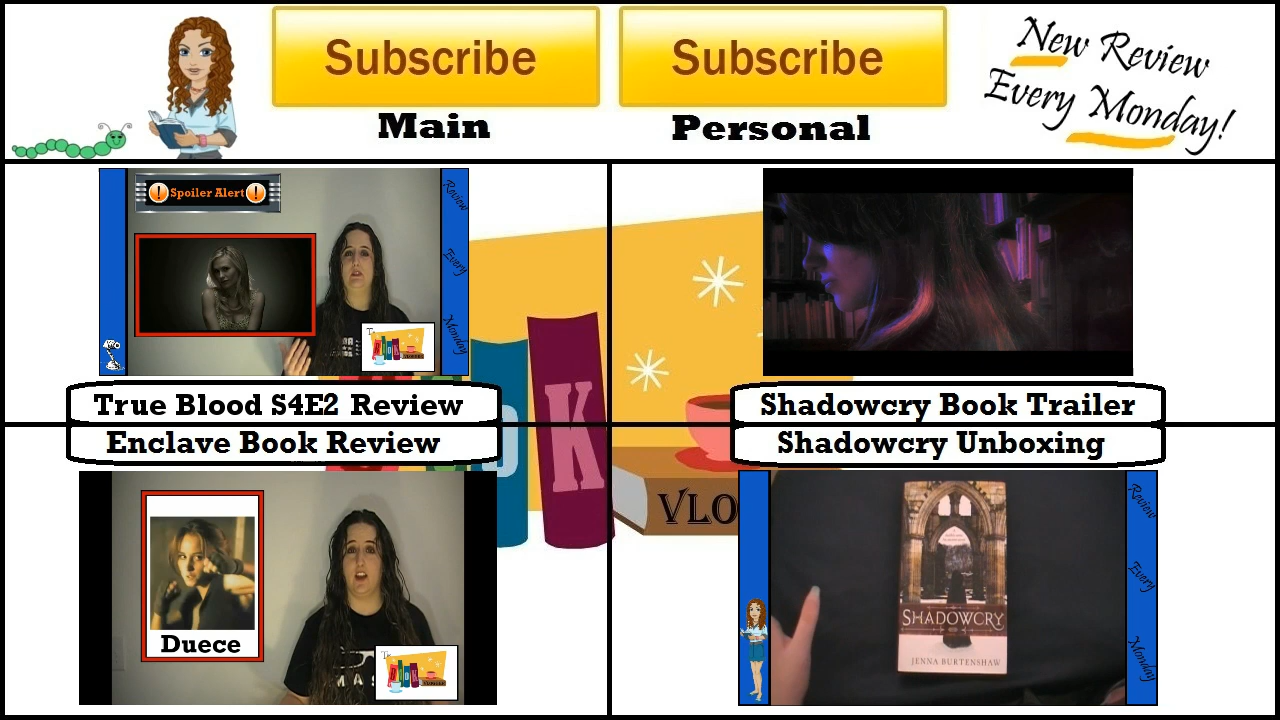 Subscribe
Subscribe
Main
Personal
New Review
Every Monday!
Spoiler Alert
Review
Every
Monday
True Blood S4E2 Review
Shadowcry Book Trailer
Enclave Book Review
Shadowcry Unboxing
K
VLO
Duece
Review
Every
Monday
SHADOWCRY
JENNA BURTENSHAW